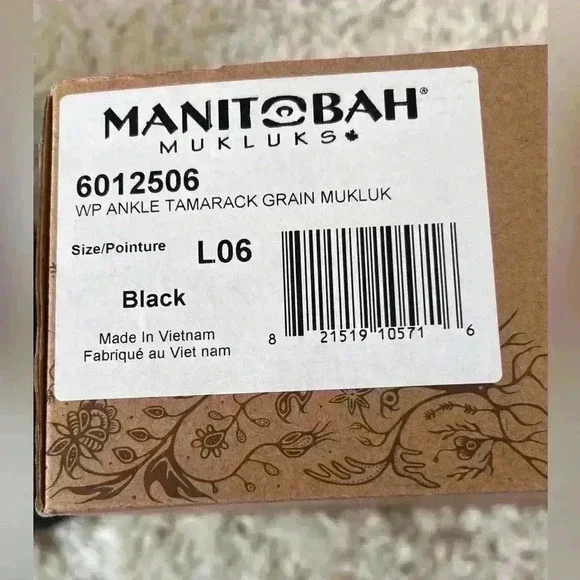 MANITOBAH®
MUKLUKS
6012506
WP ANKLE TAMARACK GRAIN MUKLUK
Size/Pointure L06
Black
Made In Vietnam
Fabriqué au Viet nam
8 21519 10571 6